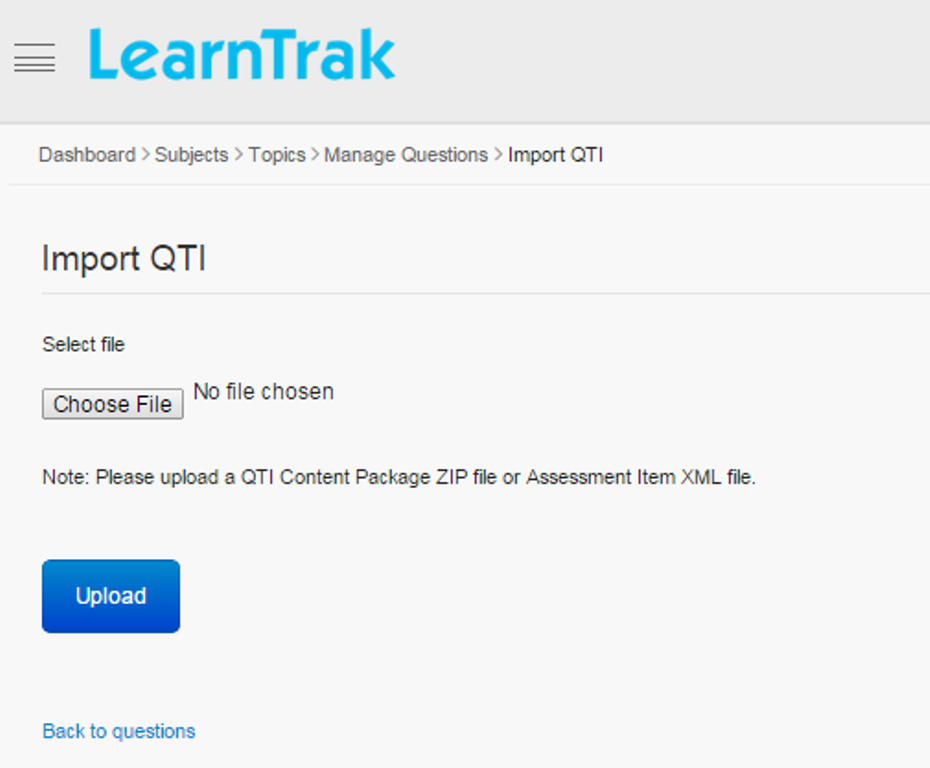 LearnTrak
Dashboard > Subjects > Topics > Manage Questions > Import QTI
Import QTI
Select file
Choose File No file chosen
Note: Please upload a QTI Content Package ZIP file or Assessment Item XML file.
Upload
Back to questions